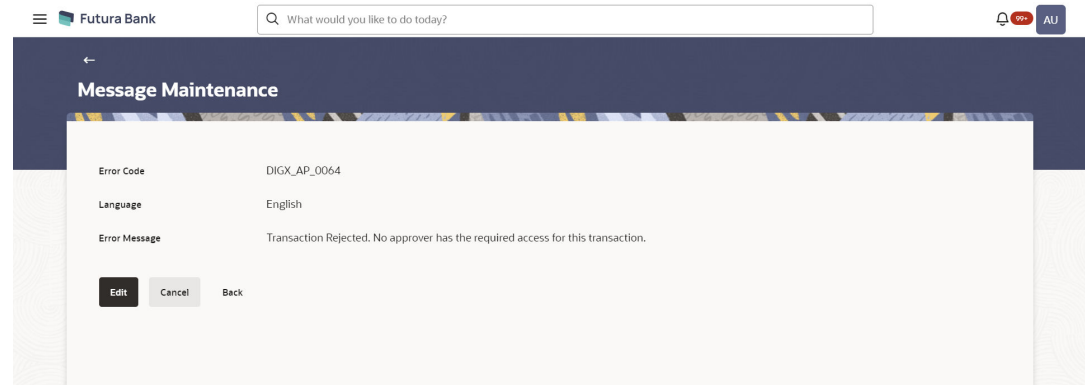 Futura Bank
What would you like to do today?
99+
AU
Message Maintenance
Error Code DIGX_AP_0064
Language English
Error Message Transaction Rejected. No approver has the required access for this transaction.
Edit Cancel Back